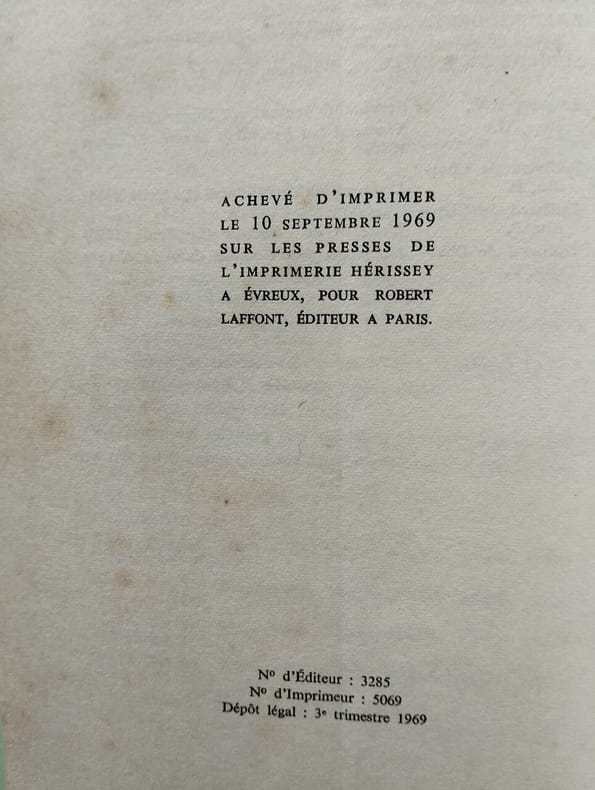 ACHEVÉ D'IMPRIMER
LE 10 SEPTEMBRE 1969
SUR LES PRESSES DE
L'IMPRIMERIE HÉRISSEY
A ÉVREUX, POUR ROBERT
LAFFONT, ÉDITEUR A PARIS.
Nº d'Éditeur : 3285
Nº d'Imprimeur : 5069
Dépôt légal : 3ᵉ trimestre 1969